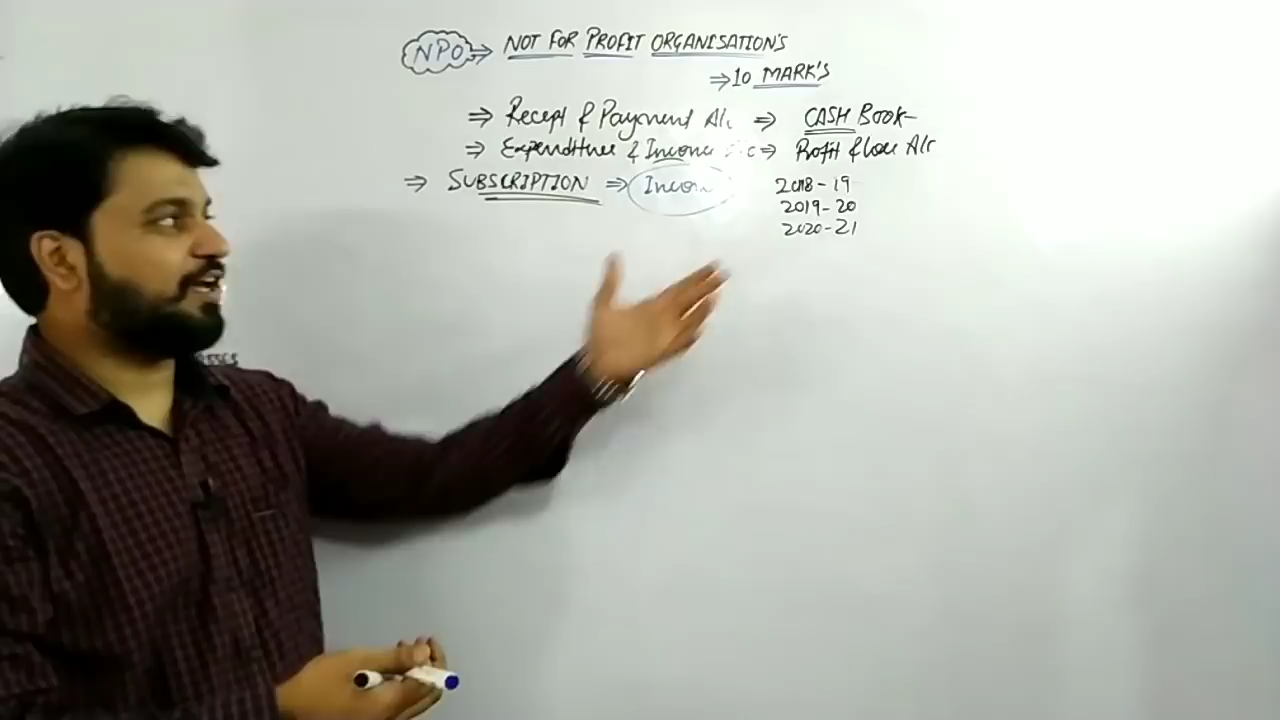 NPO ⇒ NOT FOR PROFIT ORGANISATION'S
⇒ 10 MARK'S
⇒ Receipt & Payment A/c ⇒ CASH BOOK
⇒ Expenditure & Income A/c ⇒ Profit & Loss A/c
⇒ SUBSCRIPTION ⇒ Income
2018-19
2019-20
2020-21